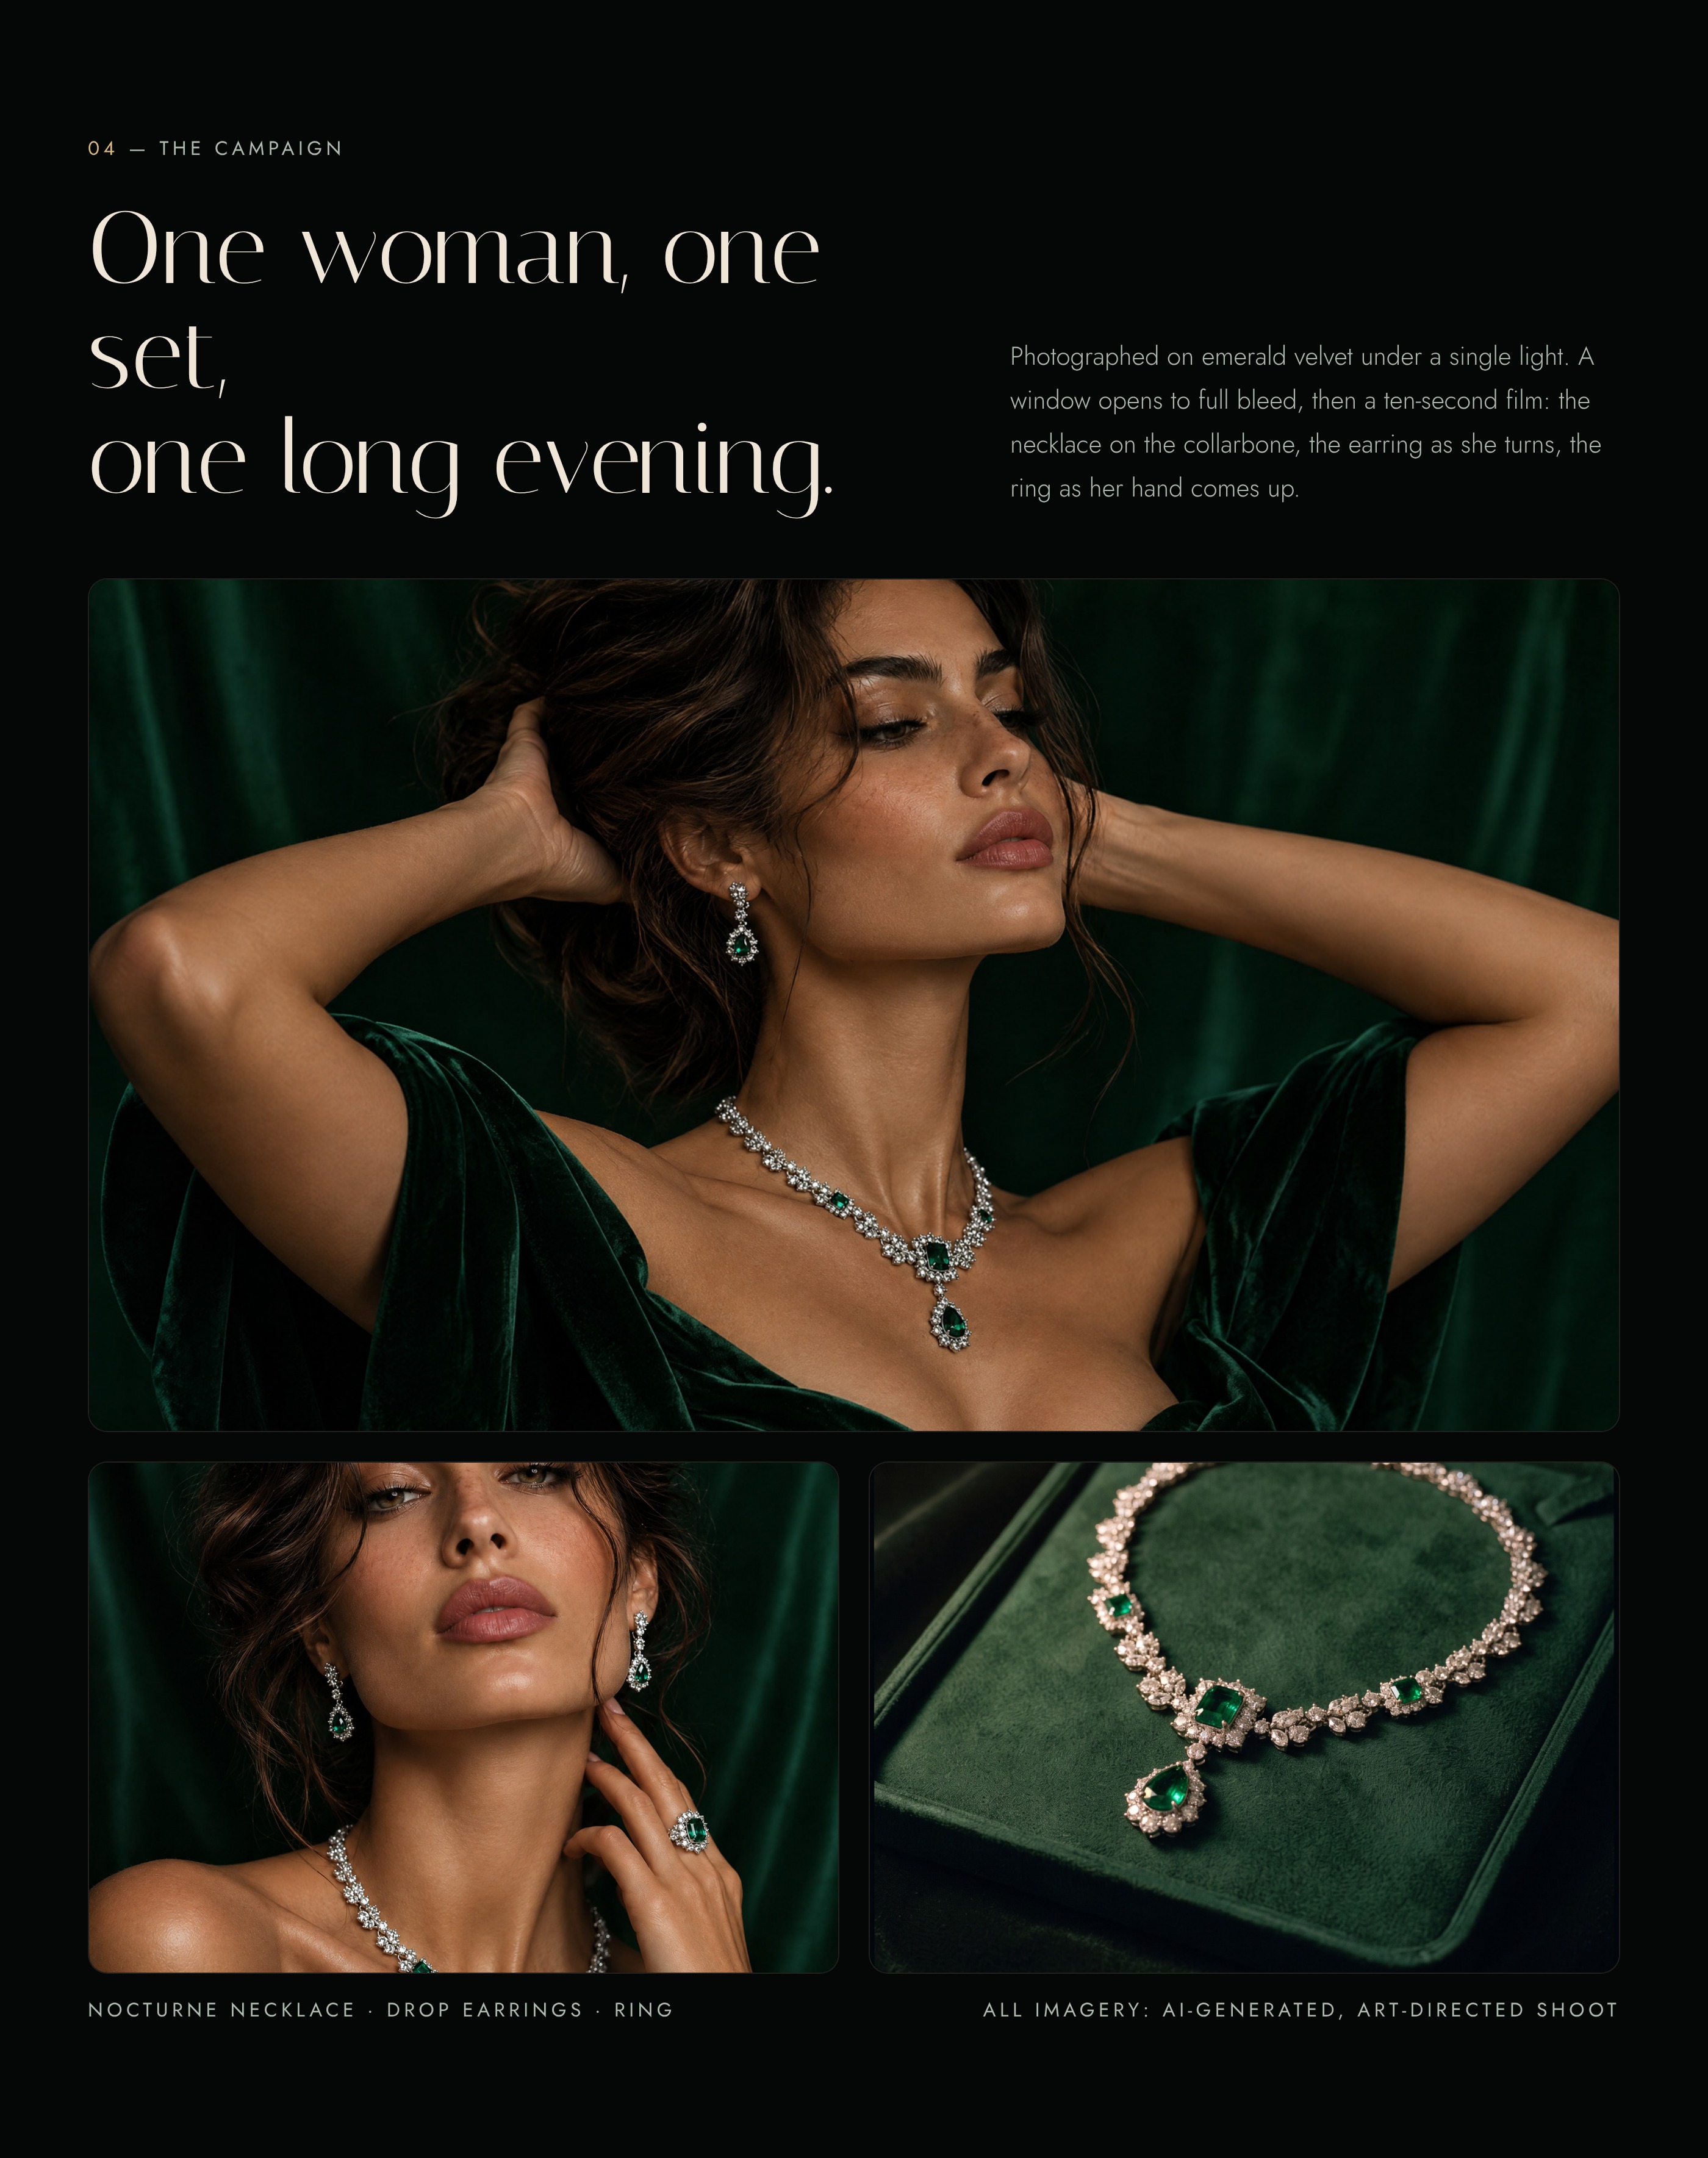 04 — THE CAMPAIGN
One woman, one
set,
one long evening.
Photographed on emerald velvet under a single light. A
window opens to full bleed, then a ten-second film: the
necklace on the collarbone, the earring as she turns, the
ring as her hand comes up.
NOCTURNE NECKLACE · DROP EARRINGS · RING
ALL IMAGERY: AI-GENERATED, ART-DIRECTED SHOOT